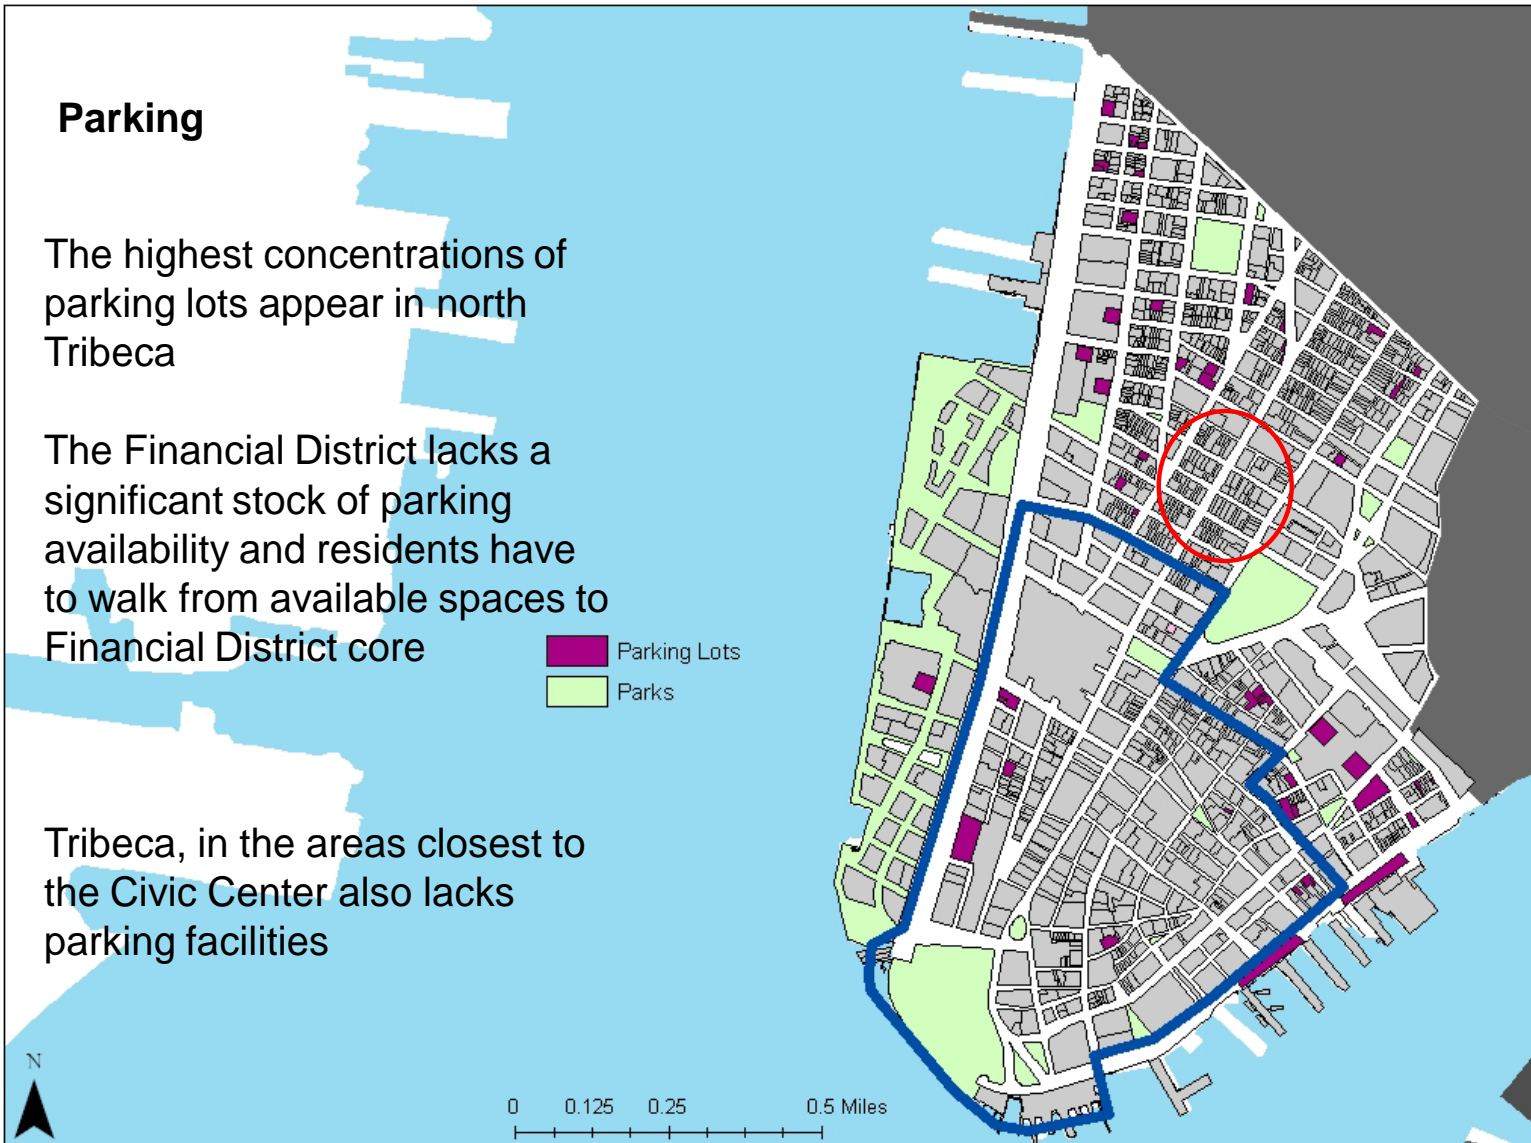 Parking
The highest concentrations of
parking lots appear in north
Tribeca
The Financial District lacks a
significant stock of parking
availability and residents have
to walk from available spaces to
Financial District core
Parking Lots
Parks
Tribeca, in the areas closest to
the Civic Center also lacks
parking facilities
N
0 0.125 0.25 0.5 Miles